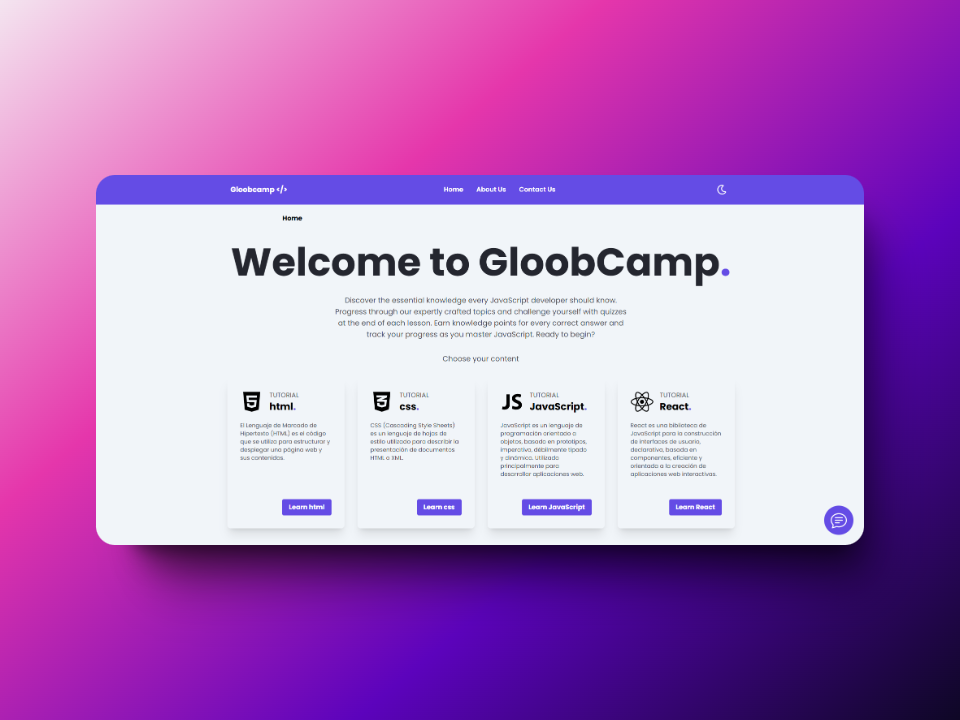 Gloobcamp </>
Home About Us Contact Us
Home
Welcome to GloobCamp.
Discover the essential knowledge every JavaScript developer should know.
Progress through our expertly crafted topics and challenge yourself with quizzes
at the end of each lesson. Earn knowledge points for every correct answer and
track your progress as you master JavaScript. Ready to begin?
Choose your content
TUTORIAL
html.
El Lenguaje de Marcado de
Hipertexto (HTML) es el código
que se utiliza para estructurar y
desplegar una página web y
sus contenidos.
Learn html
TUTORIAL
css.
CSS (Cascading Style Sheets)
es un lenguaje de hojas de
estilo utilizado para describir la
presentación de documentos
HTML o XML.
Learn css
JS
TUTORIAL
JavaScript.
JavaScript es un lenguaje de
programación orientado a
objetos, basado en prototipos,
imperativo, débilmente tipado
y dinámico. Utilizado
principalmente para
desarrollar aplicaciones web.
Learn JavaScript
TUTORIAL
React.
React es una biblioteca de
JavaScript para la construcción
de interfaces de usuario,
declarativa, basada en
componentes, eficiente y
orientada a la creación de
aplicaciones web interactivas.
Learn React